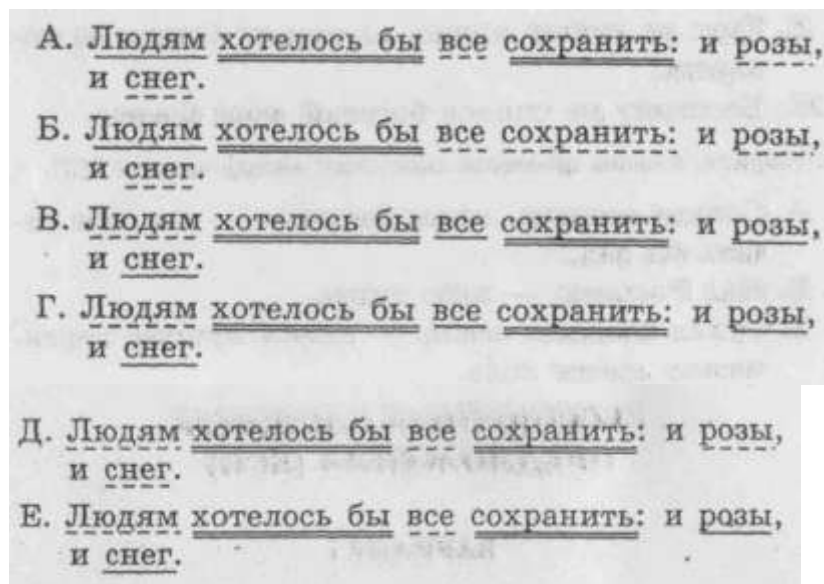 А. Людям хотелось бы все сохранить: и розы,
и снег.
Б. Людям хотелось бы все сохранить: и розы,
и снег.
В. Людям хотелось бы все сохранить: и розы,
и снег.
Г. Людям хотелось бы все сохранить: и розы,
и снег.
Д. Людям хотелось бы все сохранить: и розы,
и снег.
Е. Людям хотелось бы все сохранить: и розы,
и снег.